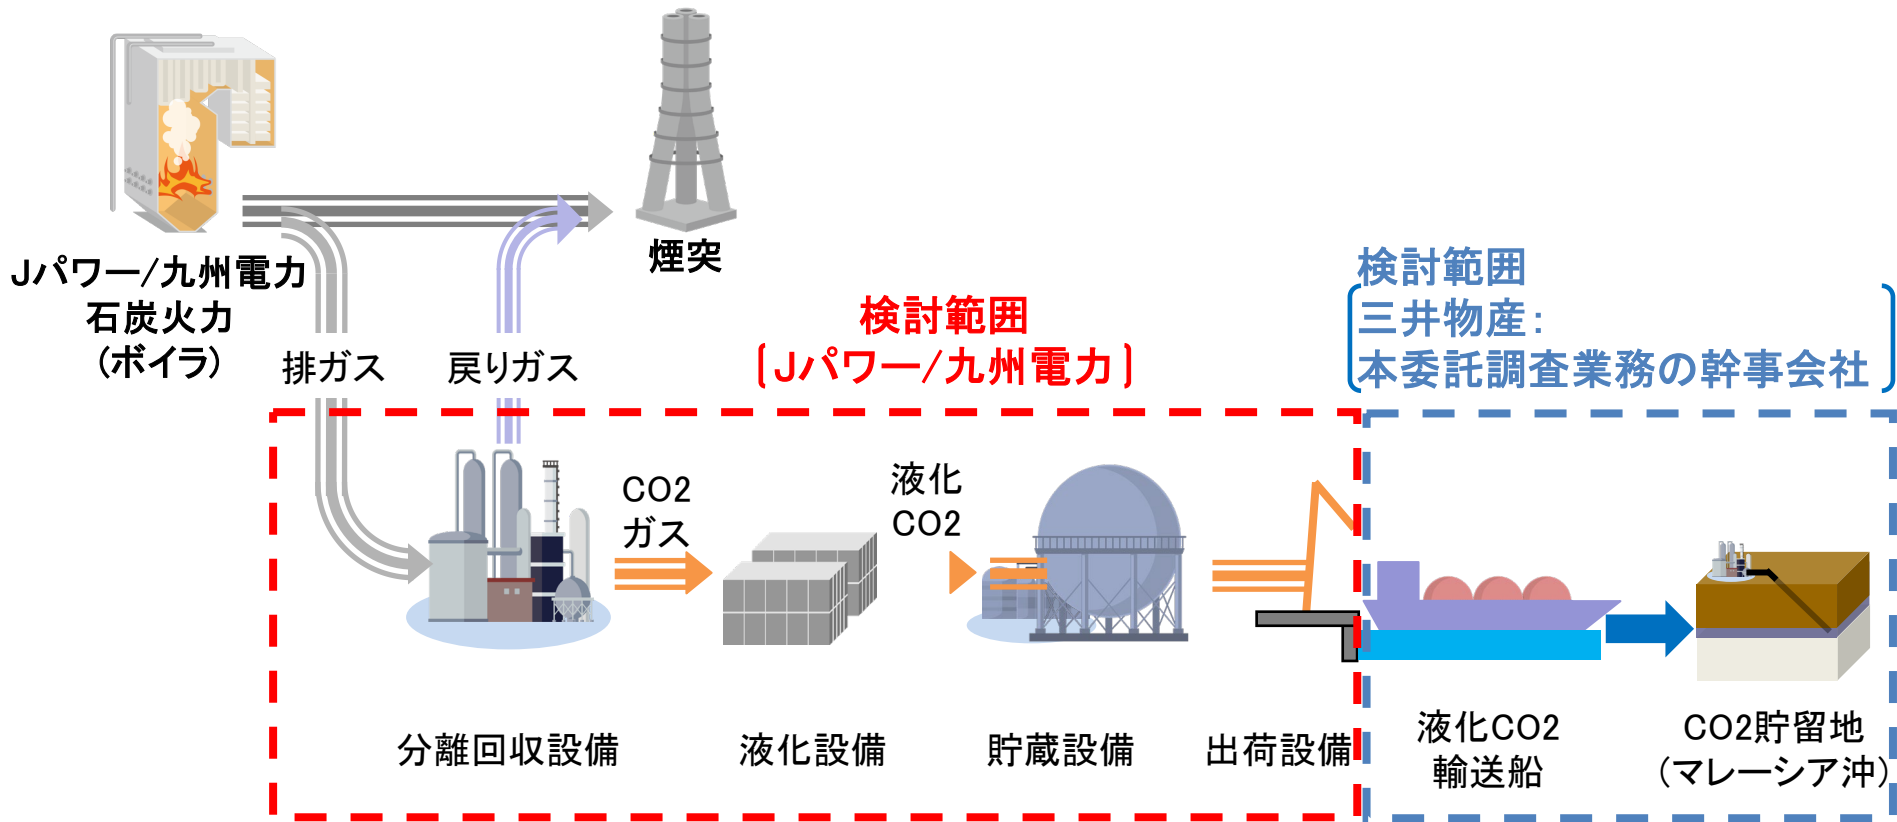 Jパワー/九州電力
石炭火力
(ボイラ)
煙突
排ガス
戻りガス
検討範囲
[Jパワー/九州電力]
検討範囲
三井物産：
本委託調査業務の幹事会社
CO2
ガス
液化
CO2
分離回収設備
液化設備
貯蔵設備
出荷設備
液化CO2
輸送船
CO2貯留地
(マレーシア沖)